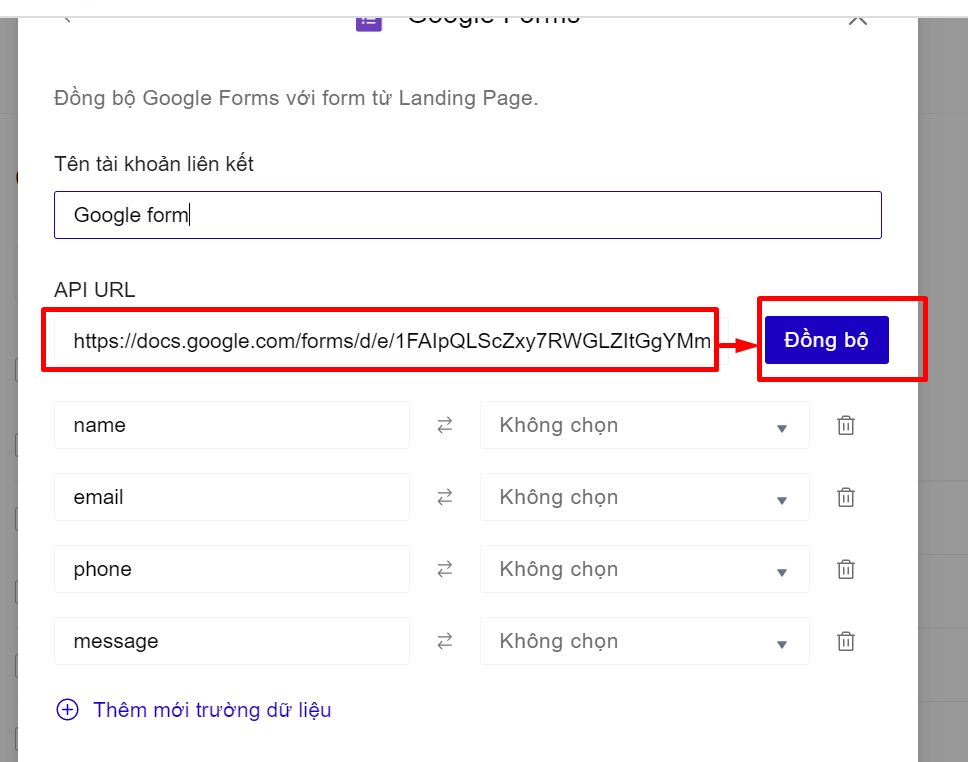 Google Forms
Đồng bộ Google Forms với form từ Landing Page.
Tên tài khoản liên kết
Google form
API URL
https://docs.google.com/forms/d/e/1FAIpQLScZxy7RWGLZItGgYMm
Đồng bộ
name
Không chọn
email
Không chọn
phone
Không chọn
message
Không chọn
Thêm mới trường dữ liệu